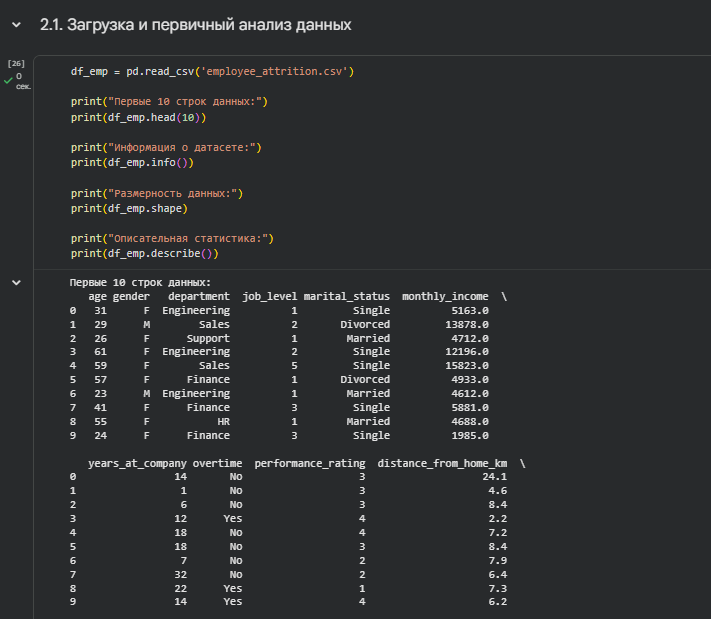 2.1. Загрузка и первичный анализ данных
[26]
0
сек.
df_emp = pd.read_csv('employee_attrition.csv')
print("Первые 10 строк данных:")
print(df_emp.head(10))
print("Информация о датасете:")
print(df_emp.info())
print("Размерность данных:")
print(df_emp.shape)
print("Описательная статистика:")
print(df_emp.describe())
Первые 10 строк данных:
   age gender   department  job_level marital_status  monthly_income  \
0   31      F  Engineering          1         Single          5163.0
1   29      M        Sales          2       Divorced         13878.0
2   26      F      Support          1        Married          4712.0
3   61      F  Engineering          2         Single         12196.0
4   59      F        Sales          5         Single         15823.0
5   57      F      Finance          1       Divorced          4933.0
6   23      M  Engineering          1        Married          4612.0
7   41      F      Finance          3         Single          5881.0
8   55      F           HR          1        Married          4688.0
9   24      F      Finance          3         Single          1985.0
   years_at_company overtime  performance_rating  distance_from_home_km  \
0                14       No                   3                   24.1
1                 1       No                   3                    4.6
2                 6       No                   3                    8.4
3                12      Yes                   4                    2.2
4                18       No                   4                    7.2
5                18       No                   3                    8.4
6                 7       No                   2                    7.9
7                32       No                   2                    6.4
8                22      Yes                   1                    7.3
9                14      Yes                   4                    6.2